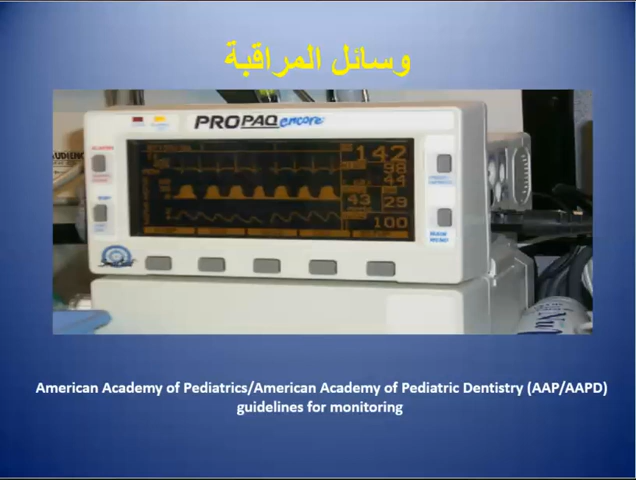 وسائل المراقبة
PROPAQ encore
142
98
43
29
100
American Academy of Pediatrics/American Academy of Pediatric Dentistry (AAP/AAPD)
guidelines for monitoring